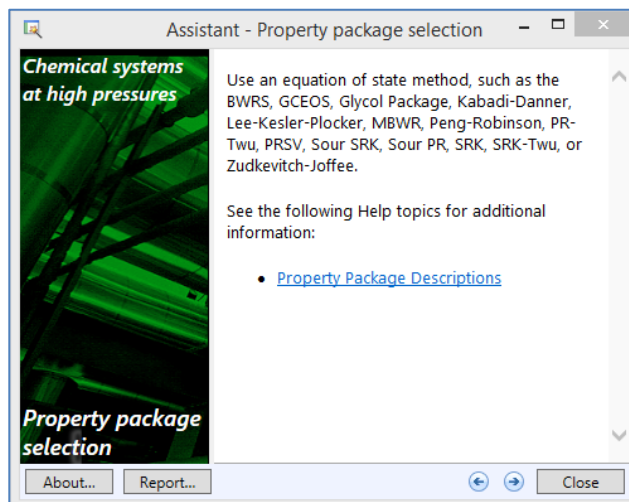 Assistant - Property package selection
Chemical systems
at high pressures
Use an equation of state method, such as the
BWRS, GCEOS, Glycol Package, Kabadi-Danner,
Lee-Kesler-Plocker, MBWR, Peng-Robinson, PR-
Twu, PRSV, Sour SRK, Sour PR, SRK, SRK-Twu, or
Zudkevitch-Joffee.
See the following Help topics for additional
information:
• Property Package Descriptions
Property package
selection
About...
Report...
Close